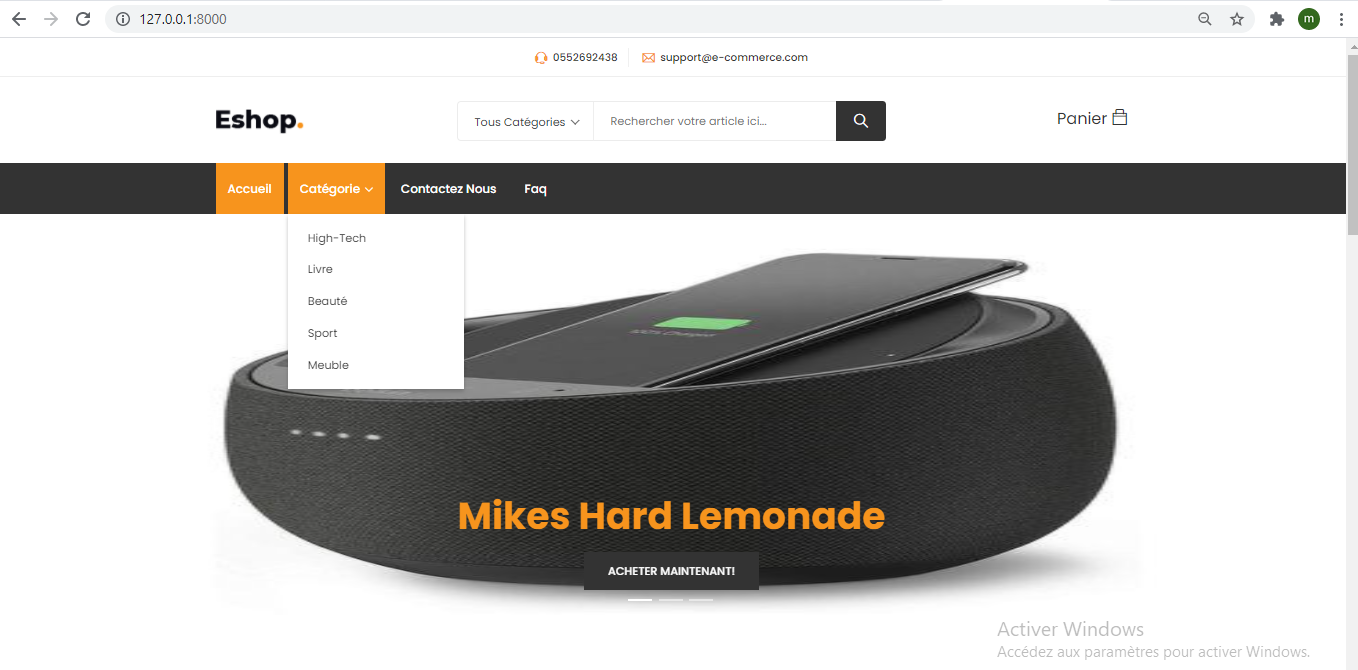 127.0.0.1:8000
m
0552692438
support@e-commerce.com
Eshop.
Tous Catégories
Rechercher votre article ici...
Panier
Accueil
Catégorie
Contactez Nous
Faq
High-Tech
Livre
Beauté
Sport
Meuble
100% Charged
Mikes Hard Lemonade
ACHETER MAINTENANT!
Activer Windows
Accédez aux paramètres pour activer Windows.